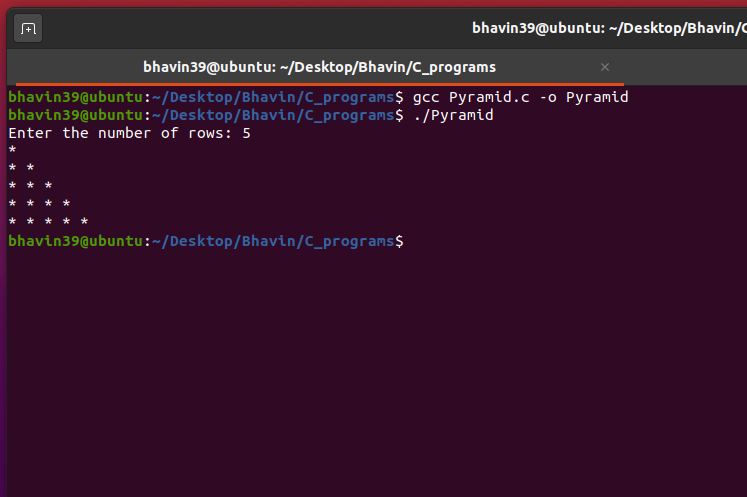 bhavin39@ubuntu: ~/Desktop/Bhavin/C
bhavin39@ubuntu: ~/Desktop/Bhavin/C_programs ×
bhavin39@ubuntu:~/Desktop/Bhavin/C_programs$ gcc Pyramid.c -o Pyramid
bhavin39@ubuntu:~/Desktop/Bhavin/C_programs$ ./Pyramid
Enter the number of rows: 5
*
* *
* * *
* * * *
* * * * *
bhavin39@ubuntu:~/Desktop/Bhavin/C_programs$